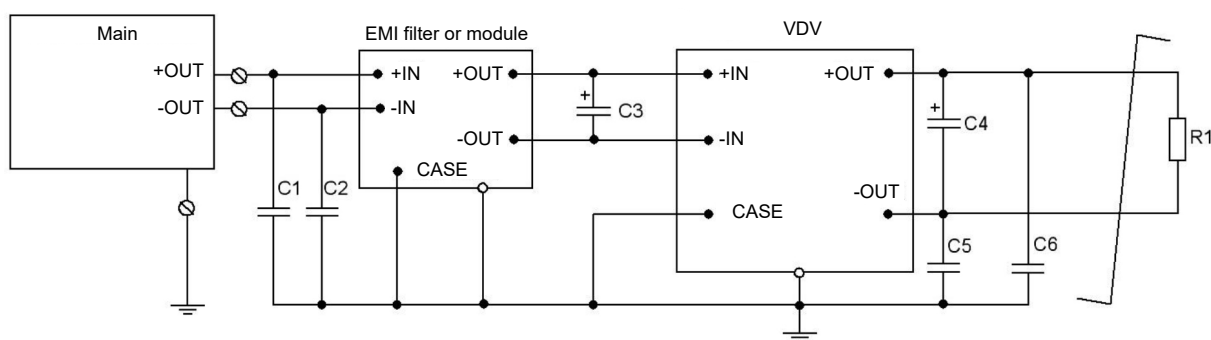 Main
EMI filter or module
VDV
+OUT
-OUT
+IN
-IN
+OUT
-OUT
CASE
+
C3
+IN
-IN
CASE
+OUT
-OUT
+
C4
R1
C1
C2
C5
C6